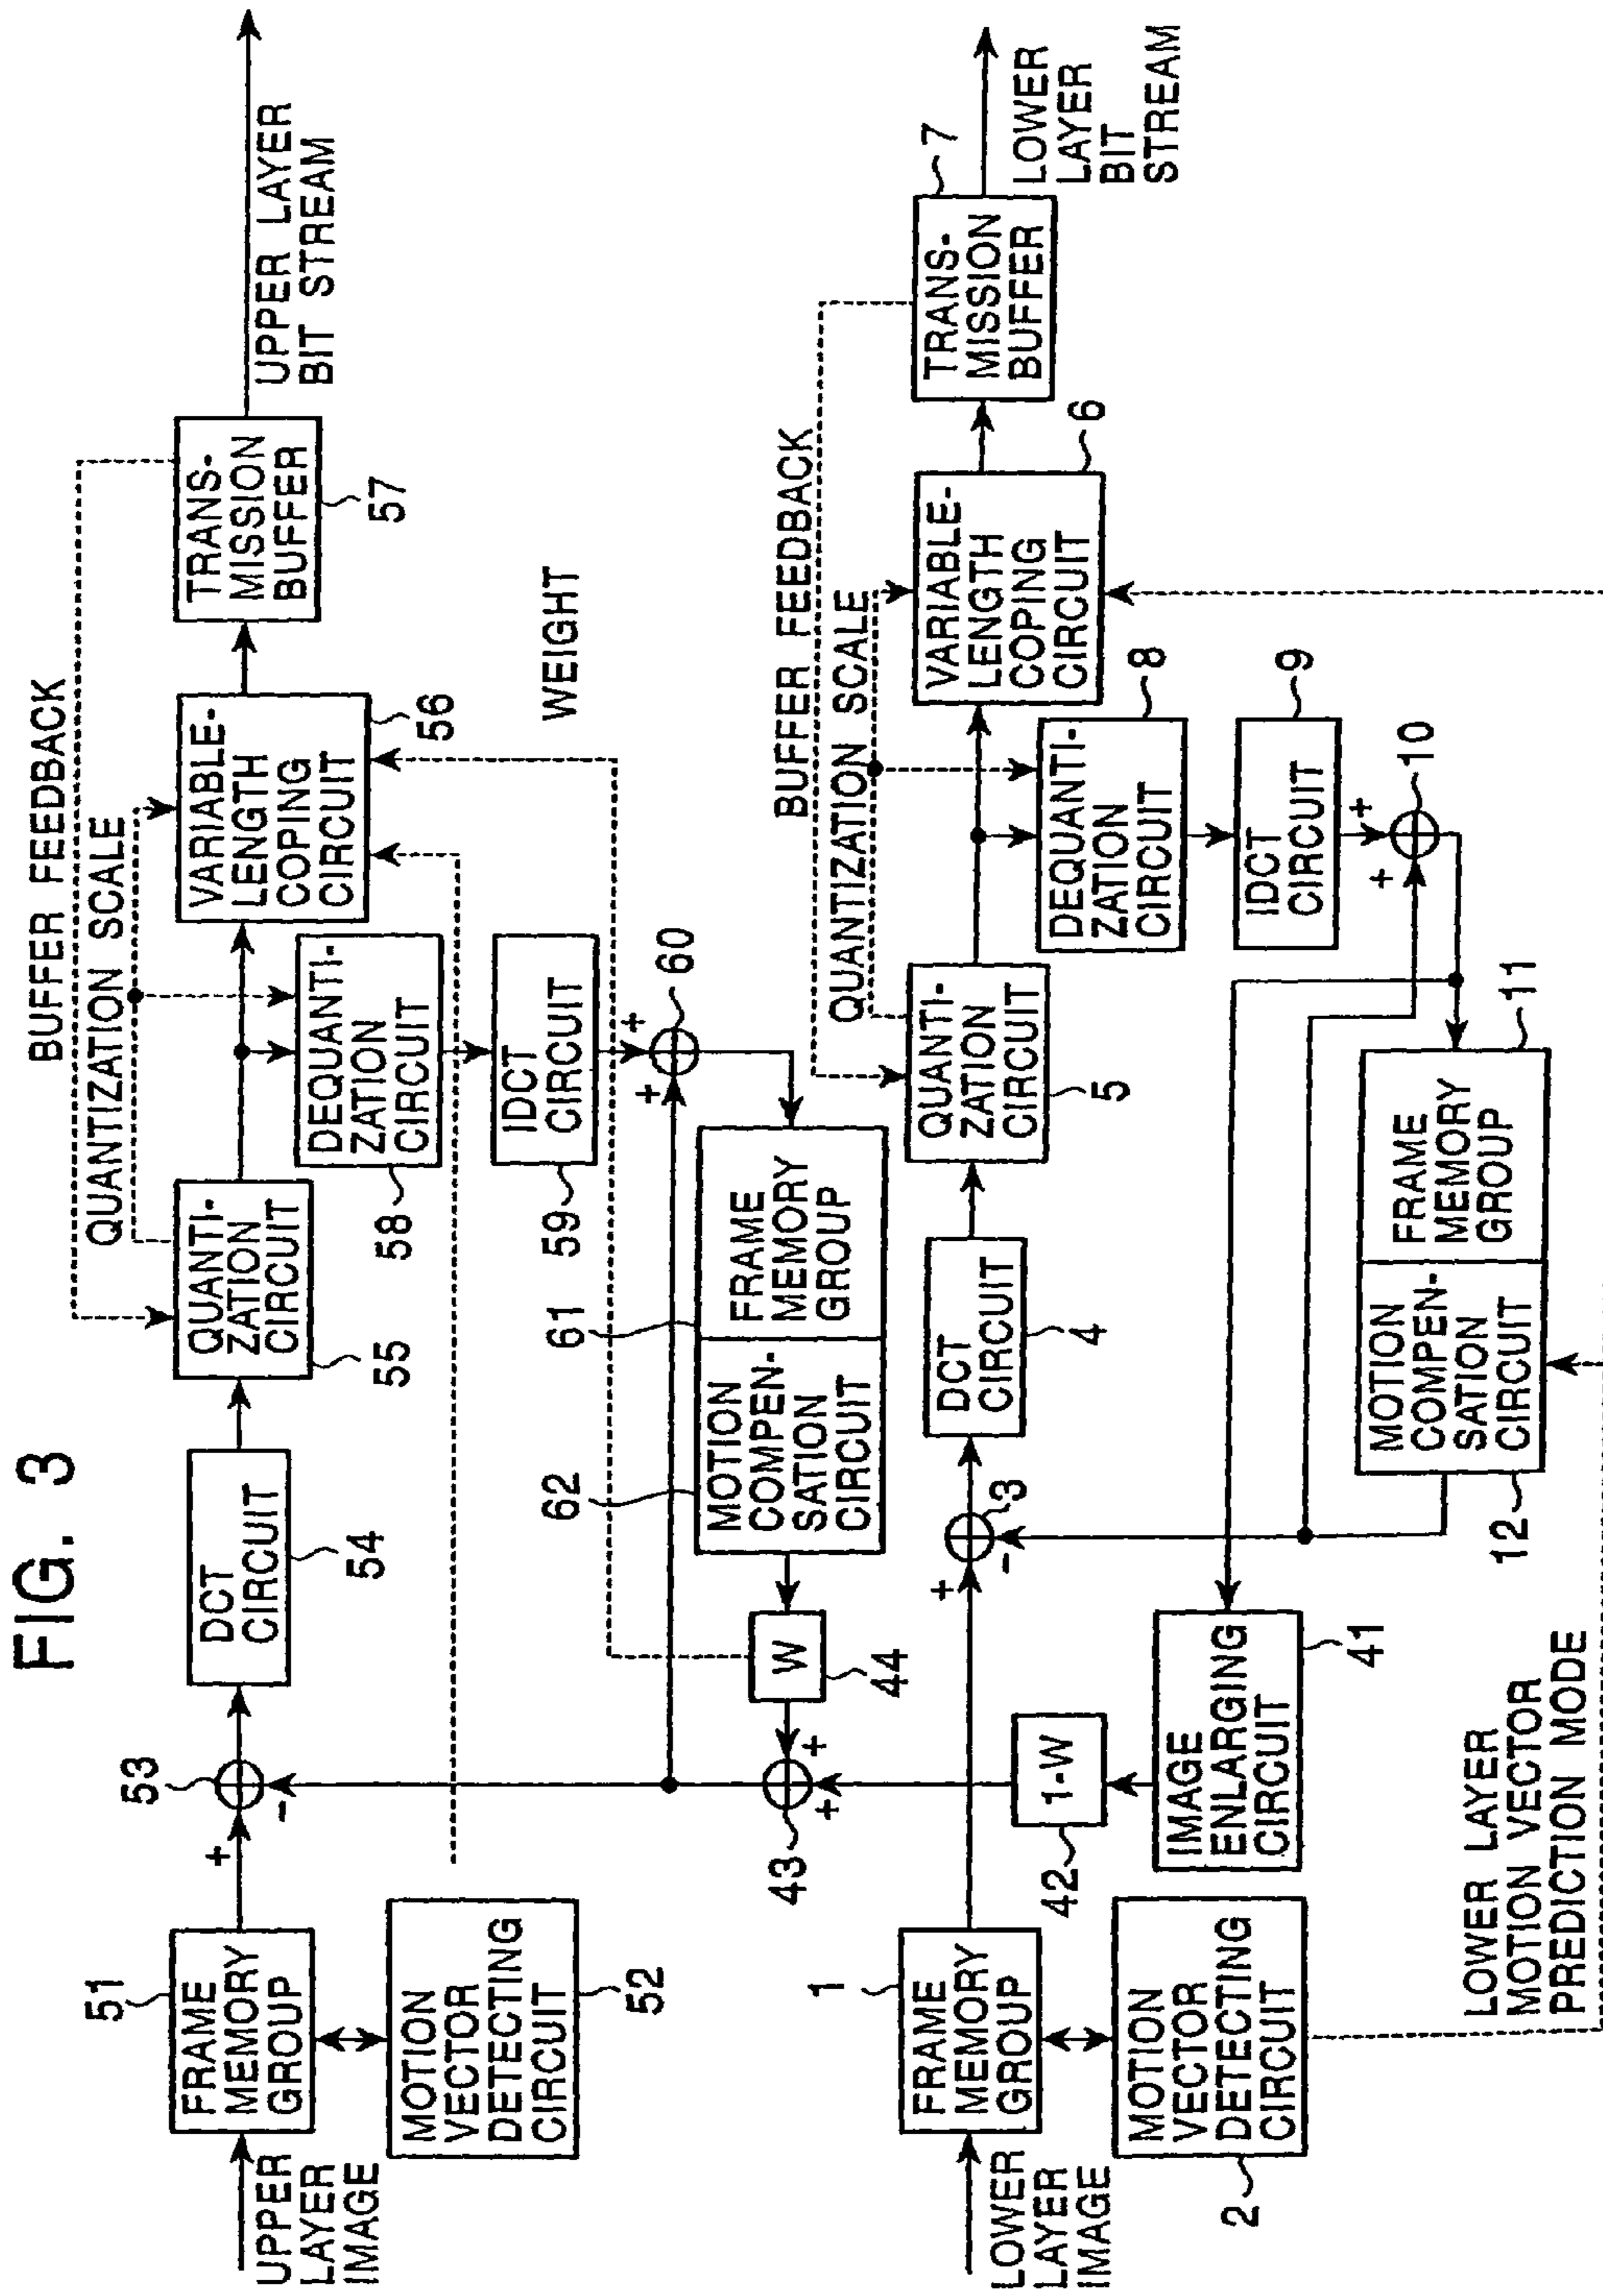 FIG. 3
BUFFER FEEDBACK
QUANTIZATION SCALE
UPPER
LAYER
IMAGE
51
FRAME
MEMORY
GROUP
MOTION
VECTOR
DETECTING
CIRCUIT
52
53
+
-
DCT
CIRCUIT
54
QUANTI-
ZATION
CIRCUIT
55
VARIABLE-
LENGTH
COPING
CIRCUIT
56
TRANS-
MISSION
BUFFER
57
UPPER LAYER
BIT STREAM
DEQUANTI-
ZATION
CIRCUIT
58
IDCT
CIRCUIT
59
+
+
60
WEIGHT
61
FRAME
MEMORY
GROUP
62
MOTION
COMPEN-
SATION
CIRCUIT
W
44
43
+
+
1-W
42
IMAGE
ENLARGING
CIRCUIT
41
BUFFER FEEDBACK
QUANTIZATION SCALE
LOWER
LAYER
IMAGE
1
FRAME
MEMORY
GROUP
MOTION
VECTOR
DETECTING
CIRCUIT
2
+
-
3
DCT
CIRCUIT
4
QUANTI-
ZATION
CIRCUIT
5
VARIABLE-
LENGTH
COPING
CIRCUIT
6
TRANS-
MISSION
BUFFER
7
LOWER
LAYER
BIT
STREAM
DEQUANTI-
ZATION
CIRCUIT
8
IDCT
CIRCUIT
9
+
+
10
FRAME
MEMORY
GROUP
11
MOTION
COMPEN-
SATION
CIRCUIT
12
LOWER LAYER
MOTION VECTOR
PREDICTION MODE